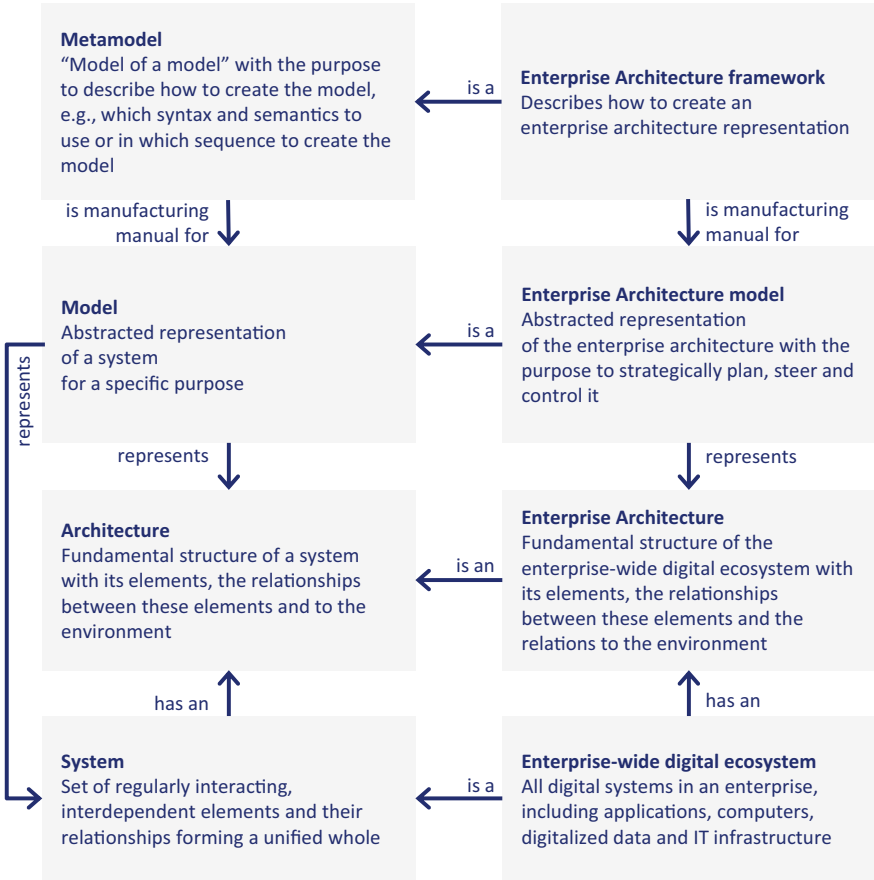 Metamodel
“Model of a model” with the purpose
to describe how to create the model,
e.g., which syntax and semantics to
use or in which sequence to create the
model
is a
Enterprise Architecture framework
Describes how to create an
enterprise architecture representation
is manufacturing
manual for
is manufacturing
manual for
Model
Abstracted representation
of a system
for a specific purpose
is a
Enterprise Architecture model
Abstracted representation
of the enterprise architecture with the
purpose to strategically plan, steer and
control it
represents
represents
represents
Architecture
Fundamental structure of a system
with its elements, the relationships
between these elements and to the
environment
is an
Enterprise Architecture
Fundamental structure of the
enterprise-wide digital ecosystem with
its elements, the relationships
between these elements and the
relations to the environment
has an
has an
System
Set of regularly interacting,
interdependent elements and their
relationships forming a unified whole
is a
Enterprise-wide digital ecosystem
All digital systems in an enterprise,
including applications, computers,
digitalized data and IT infrastructure